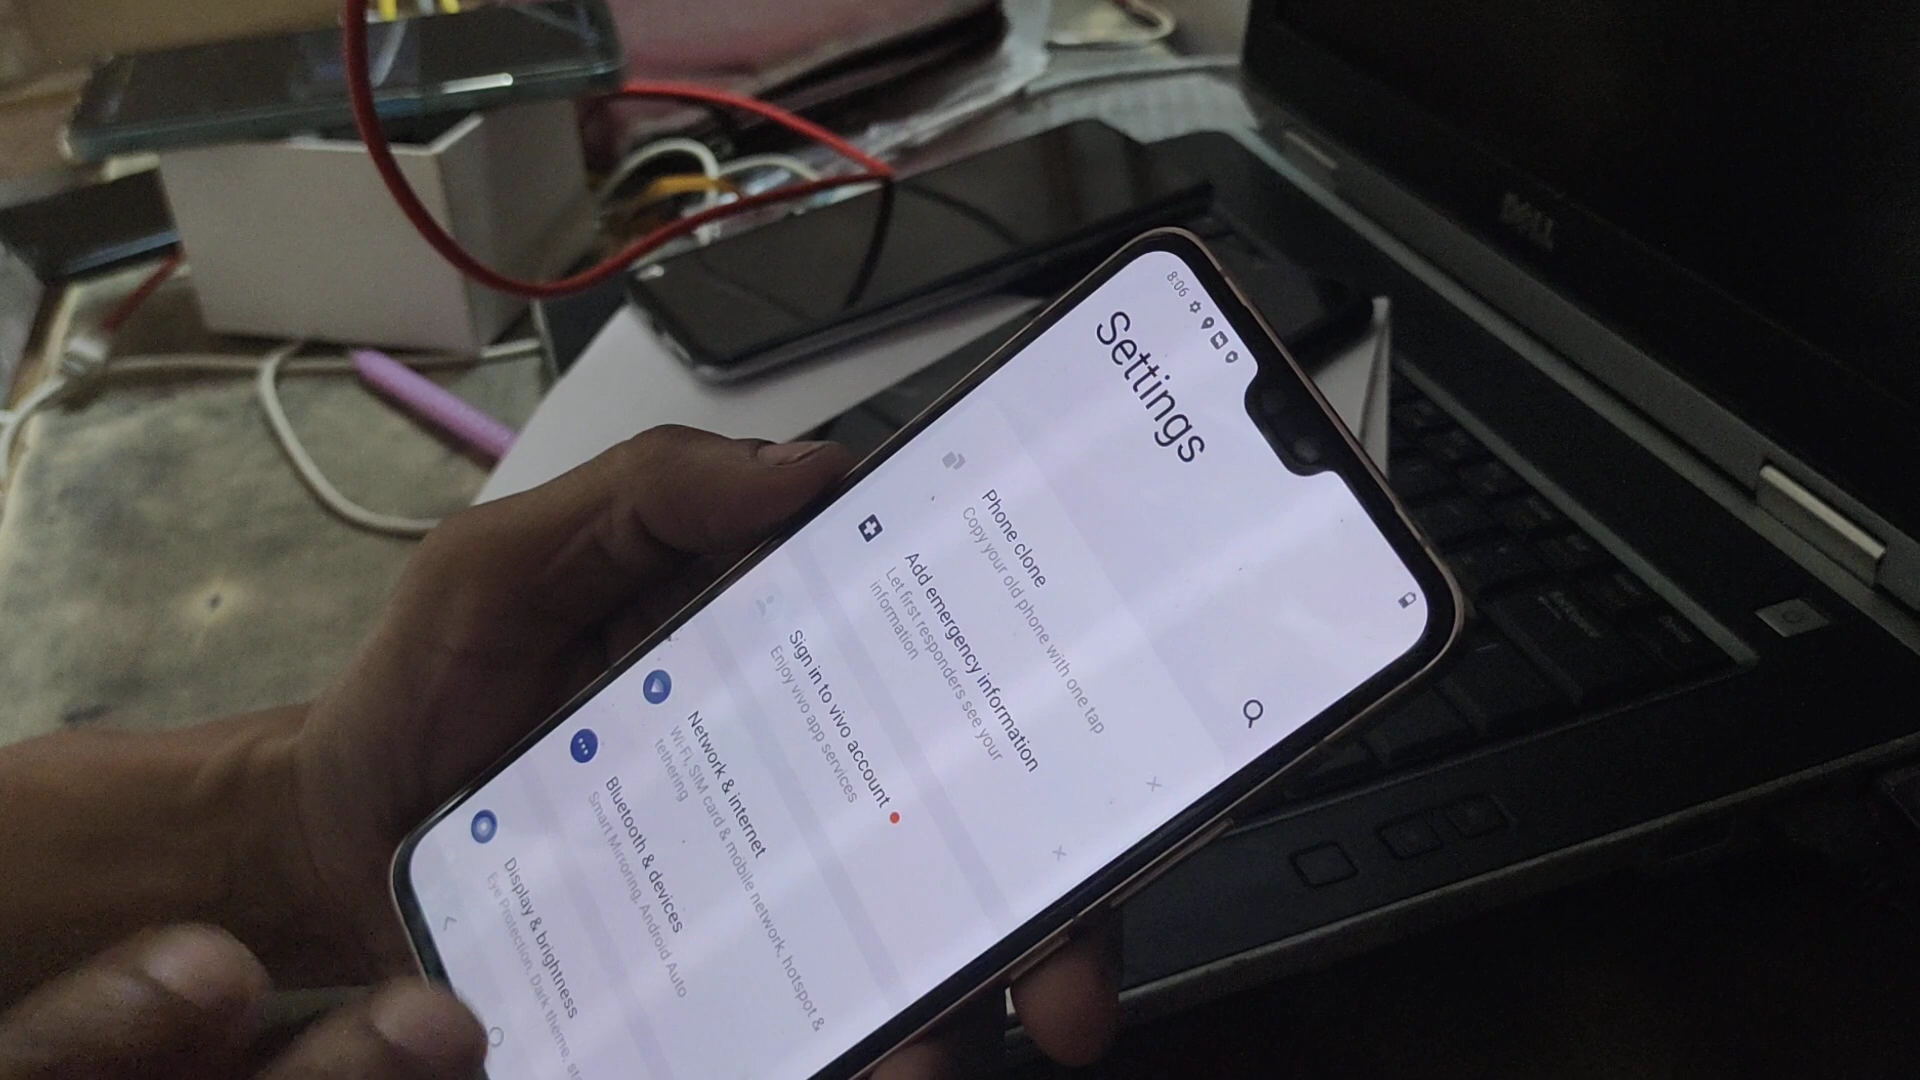 8:06
Settings
Phone clone
Copy your old phone with one tap
Add emergency information
Let first responders see your
information
Sign in to vivo account
Enjoy vivo app services
Network & internet
Wi-Fi, SIM card & mobile network, hotspot &
tethering
Bluetooth & devices
Smart Mirroring, Android Auto
Display & brightness
Eye Protection, Dark theme,
DELL